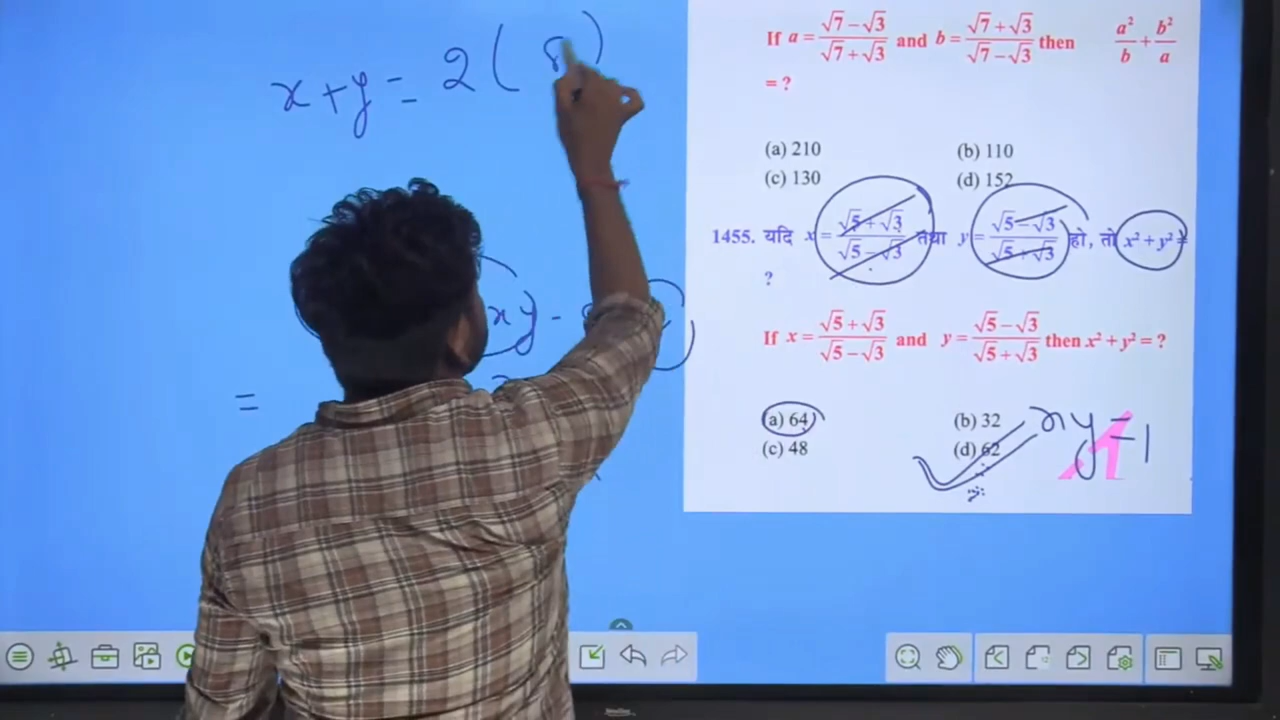 x+y = 2(8)
xy -
=
If a = √7−√3/√7+√3 and b = √7+√3/√7−√3 then a²/b + b²/a
= ?
(a) 210 (b) 110
(c) 130 (d) 152
1455. यदि x = √5+√3/√5−√3 तथा y = √5−√3/√5+√3 हो, तो x²+y² =
?
If x = √5+√3/√5−√3 and y = √5−√3/√5+√3 then x²+y² = ?
(a) 64 (b) 32
(c) 48 (d) 62
xy = 1